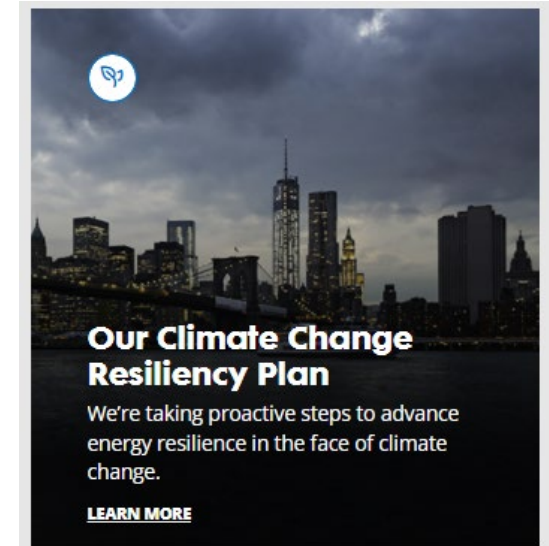 Our Climate Change
Resiliency Plan
We're taking proactive steps to advance
energy resilience in the face of climate
change.
LEARN MORE